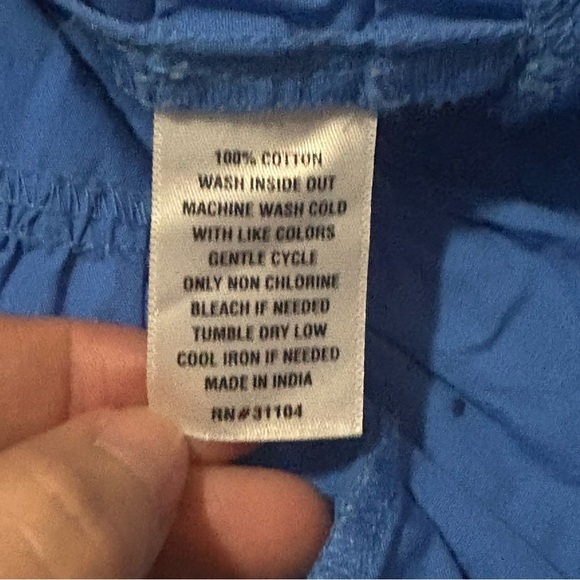 100% COTTON
WASH INSIDE OUT
MACHINE WASH COLD
WITH LIKE COLORS
GENTLE CYCLE
ONLY NON CHLORINE
BLEACH IF NEEDED
TUMBLE DRY LOW
COOL IRON IF NEEDED
MADE IN INDIA
RN#31104